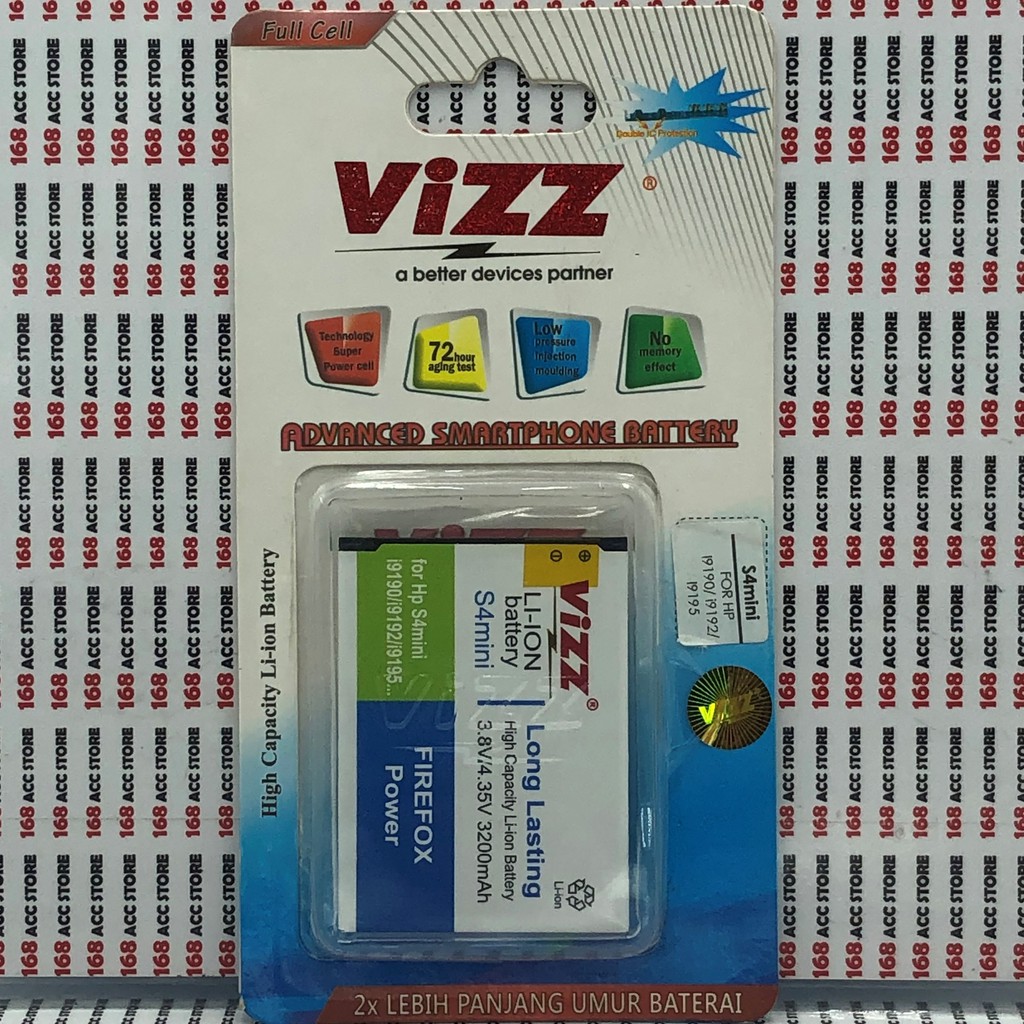 Full Cell
Double IC Protection
ViZZ®
a better devices partner
Technology
Super
Power cell
72hour
aging test
Low
pressure
injection
moulding
No
memory
effect
ADVANCED SMARTPHONE BATTERY
High Capacity Li-ion Battery
S4mini
FOR HP
I9190/ I9192/
I9195
ViZZ
ViZZ®
LI-ION
battery
S4mini
Long Lasting
High Capacity Li-ion Battery
3.8V/4.35V 3200mAh
Li-ion
for Hp S4mini
i9190/i9192/i9195...
FIREFOX
Power
ViZZ
2x LEBIH PANJANG UMUR BATERAI
168 ACC STORE